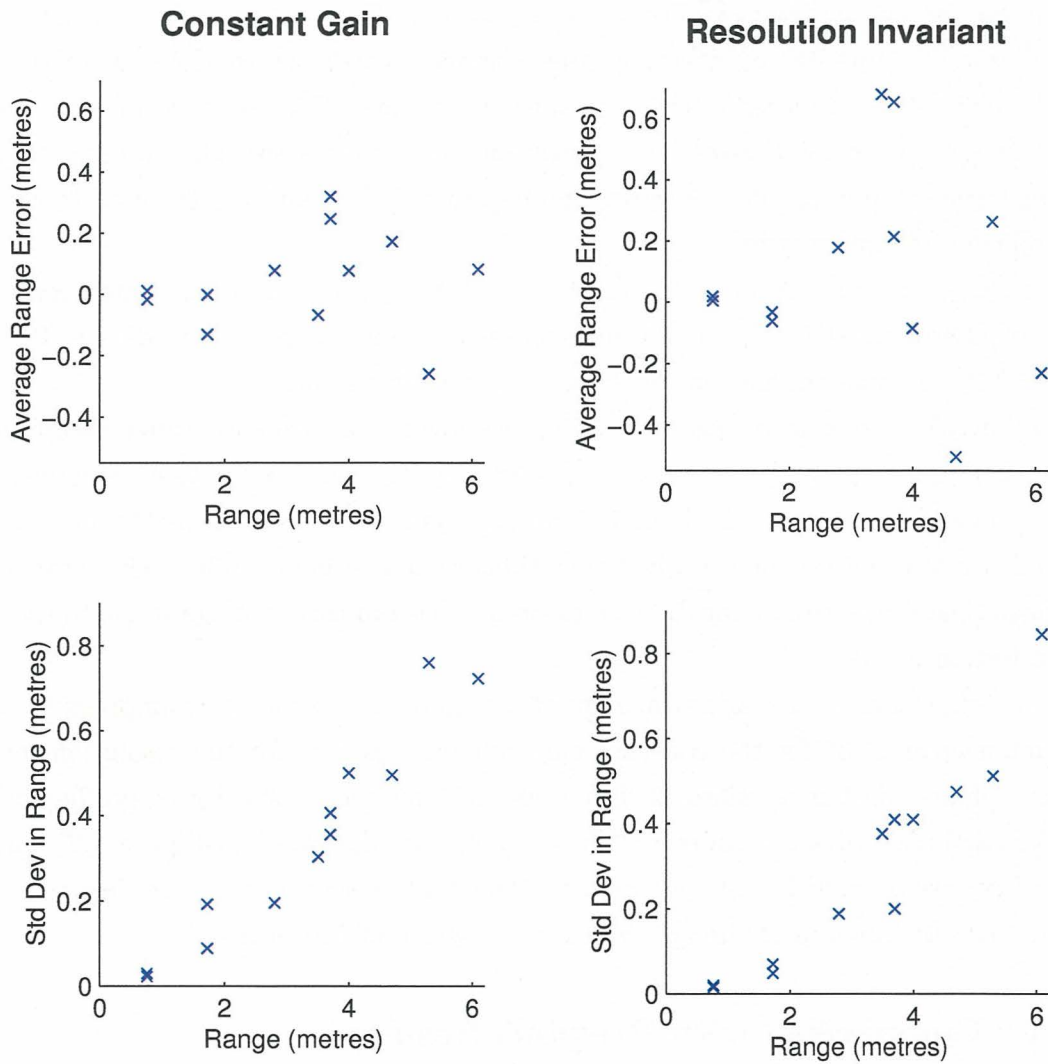 Constant Gain
Resolution Invariant
Average Range Error (metres)
0.6
0.4
0.2
0
−0.2
−0.4
0 2 4 6
Range (metres)
Average Range Error (metres)
0.6
0.4
0.2
0
−0.2
−0.4
0 2 4 6
Range (metres)
Std Dev in Range (metres)
0.8
0.6
0.4
0.2
0
0 2 4 6
Range (metres)
Std Dev in Range (metres)
0.8
0.6
0.4
0.2
0
0 2 4 6
Range (metres)